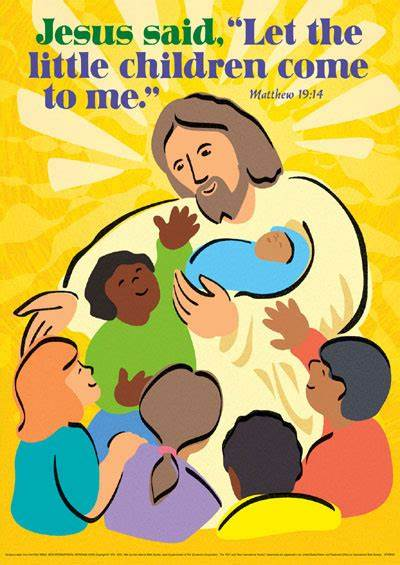 Jesus said, “Let the
little children come
to me.”
Matthew 19:14